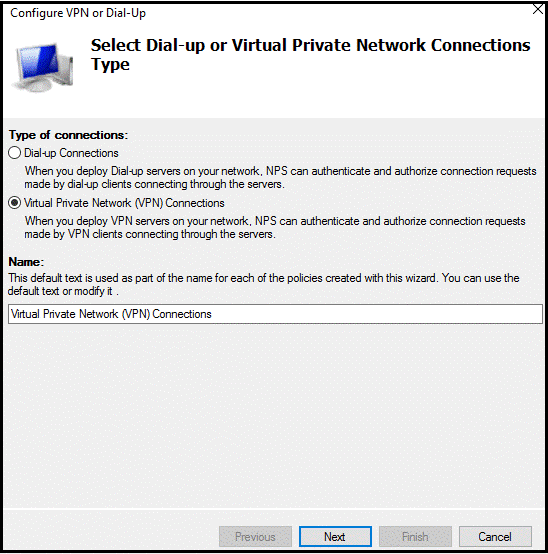 Configure VPN or Dial-Up
Select Dial-up or Virtual Private Network Connections
Type
Type of connections:
Dial-up Connections
When you deploy Dial-up servers on your network, NPS can authenticate and authorize connection requests
made by dial-up clients connecting through the servers.
Virtual Private Network (VPN) Connections
When you deploy VPN servers on your network, NPS can authenticate and authorize connection requests
made by VPN clients connecting through the servers.
Name:
This default text is used as part of the name for each of the policies created with this wizard. You can use the
default text or modify it .
Virtual Private Network (VPN) Connections
Previous Next Finish Cancel